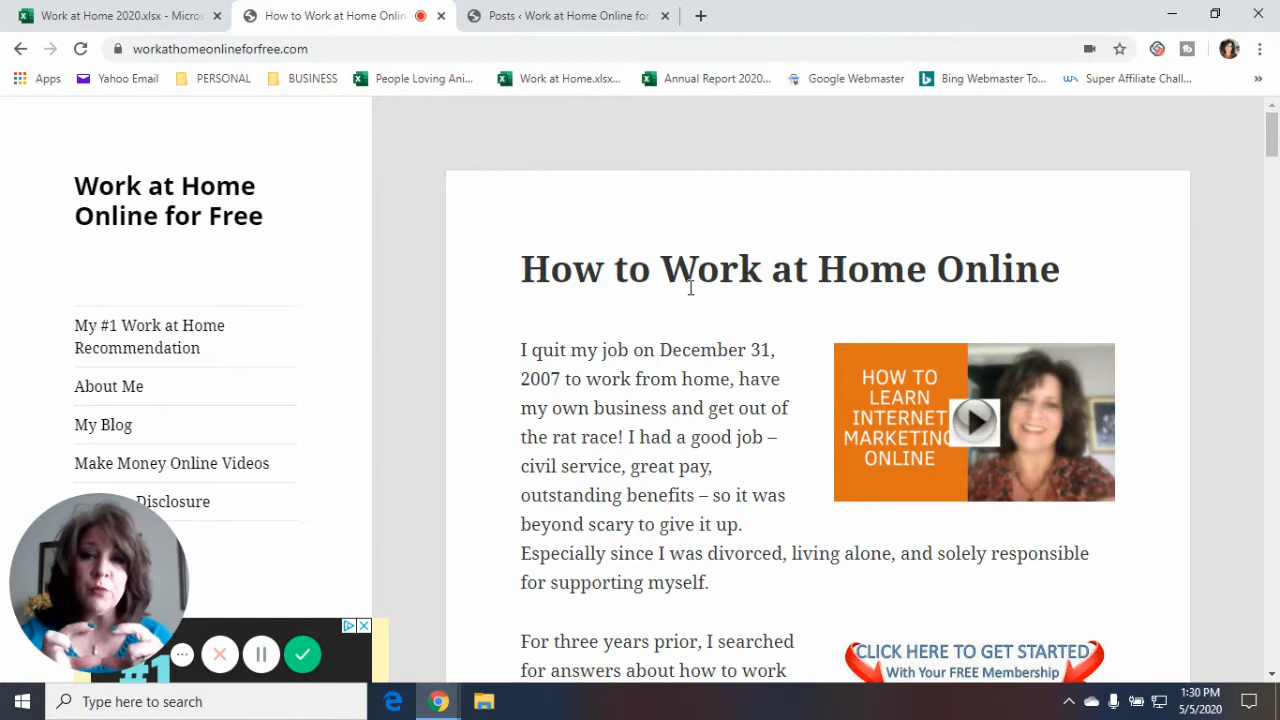 Work at Home 2020.xlsx - Micros
How to Work at Home Onlin
Posts ‹ Work at Home Online for
workathomeonlineforfree.com
Apps
Yahoo Email
PERSONAL
BUSINESS
People Loving Ani...
Work at Home.xlsx...
Annual Report 2020...
Google Webmaster
Bing Webmaster To...
Super Affiliate Chall...
»
Work at Home
Online for Free
My #1 Work at Home
Recommendation
About Me
My Blog
Make Money Online Videos
Disclosure
#1
How to Work at Home Online
I quit my job on December 31,
2007 to work from home, have
my own business and get out of
the rat race! I had a good job –
civil service, great pay,
outstanding benefits – so it was
beyond scary to give it up.
Especially since I was divorced, living alone, and solely responsible
for supporting myself.
HOW TO
LEARN
INTERNET
MARKETING
ONLINE
For three years prior, I searched
for answers about how to work
CLICK HERE TO GET STARTED
With Your FREE Membership
Type here to search
1:30 PM
5/5/2020